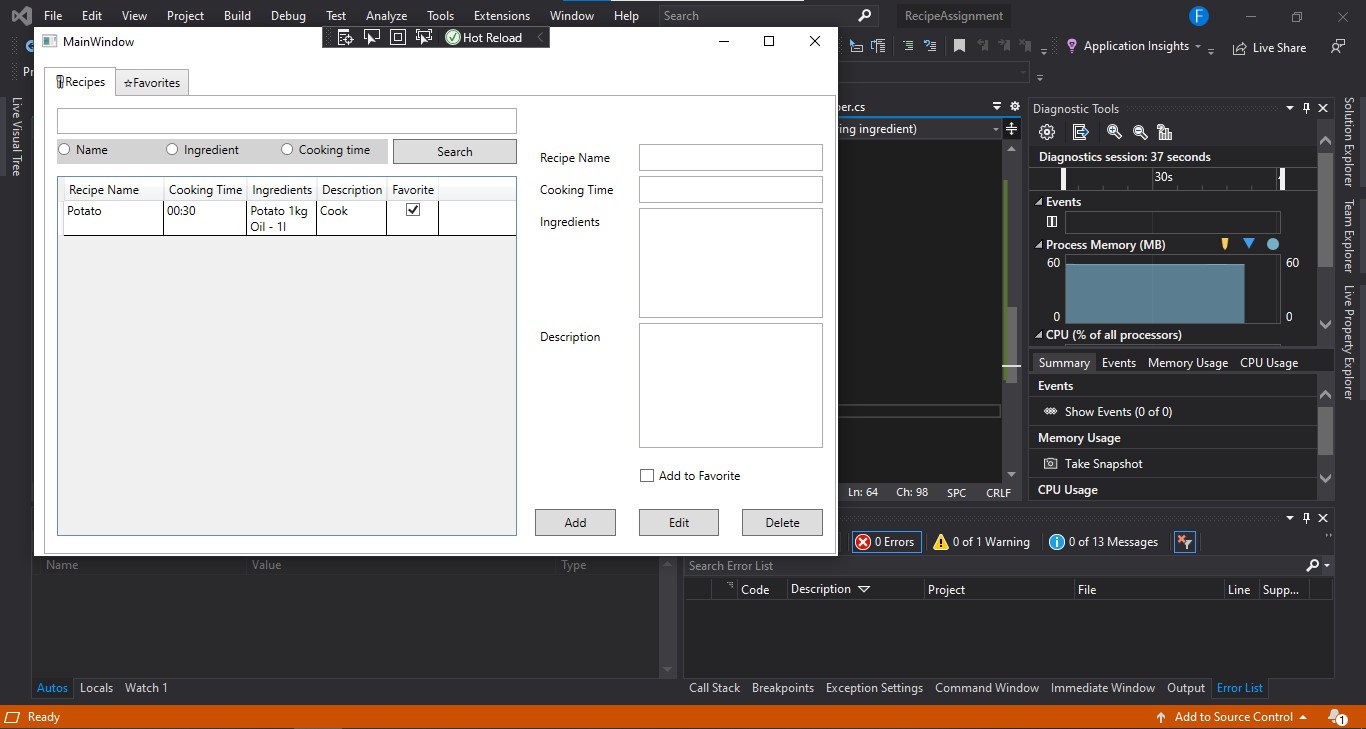 File Edit View Project Build Debug Test Analyze Tools Extensions Window Help Search RecipeAssignment F
MainWindow
Hot Reload
Application Insights
Live Share
Recipes
☆Favorites
Name Ingredient Cooking time Search
Recipe Name Cooking Time Ingredients Description Favorite
Potato 00:30 Potato 1kg Cook
Oil - 1l
Recipe Name
Cooking Time
Ingredients
Description
Add to Favorite
Add Edit Delete
Live Visual Tree
er.cs
ing ingredient)
Ln: 64 Ch: 98 SPC CRLF
Diagnostic Tools
Diagnostics session: 37 seconds
30s
Events
Process Memory (MB)
60 60
0 0
CPU (% of all processors)
Summary Events Memory Usage CPU Usage
Events
Show Events (0 of 0)
Memory Usage
Take Snapshot
CPU Usage
Solution Explorer
Team Explorer
Live Property Explorer
0 Errors 0 of 1 Warning 0 of 13 Messages
Search Error List
Code Description Project File Line Supp...
Name Value Type
Autos Locals Watch 1
Call Stack Breakpoints Exception Settings Command Window Immediate Window Output Error List
Ready Add to Source Control 1